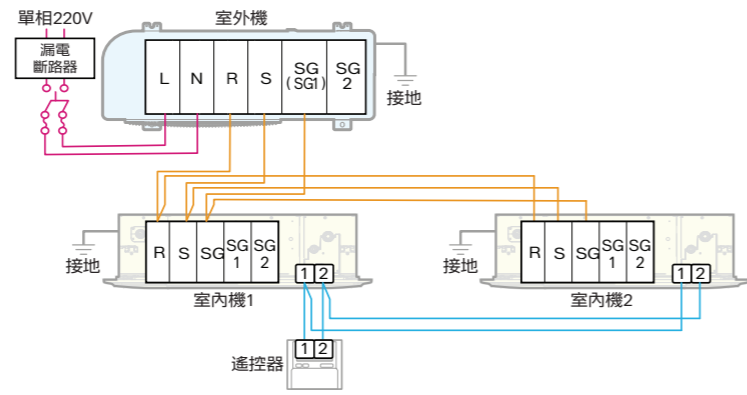 單相220V
室外機
漏電
斷路器
L N R S SG SG
(SG1) 2
接地
R S SG SG SG
1 2
接地
1 2
室內機1
R S SG SG SG
1 2
接地
1 2
室內機2
1 2
遙控器